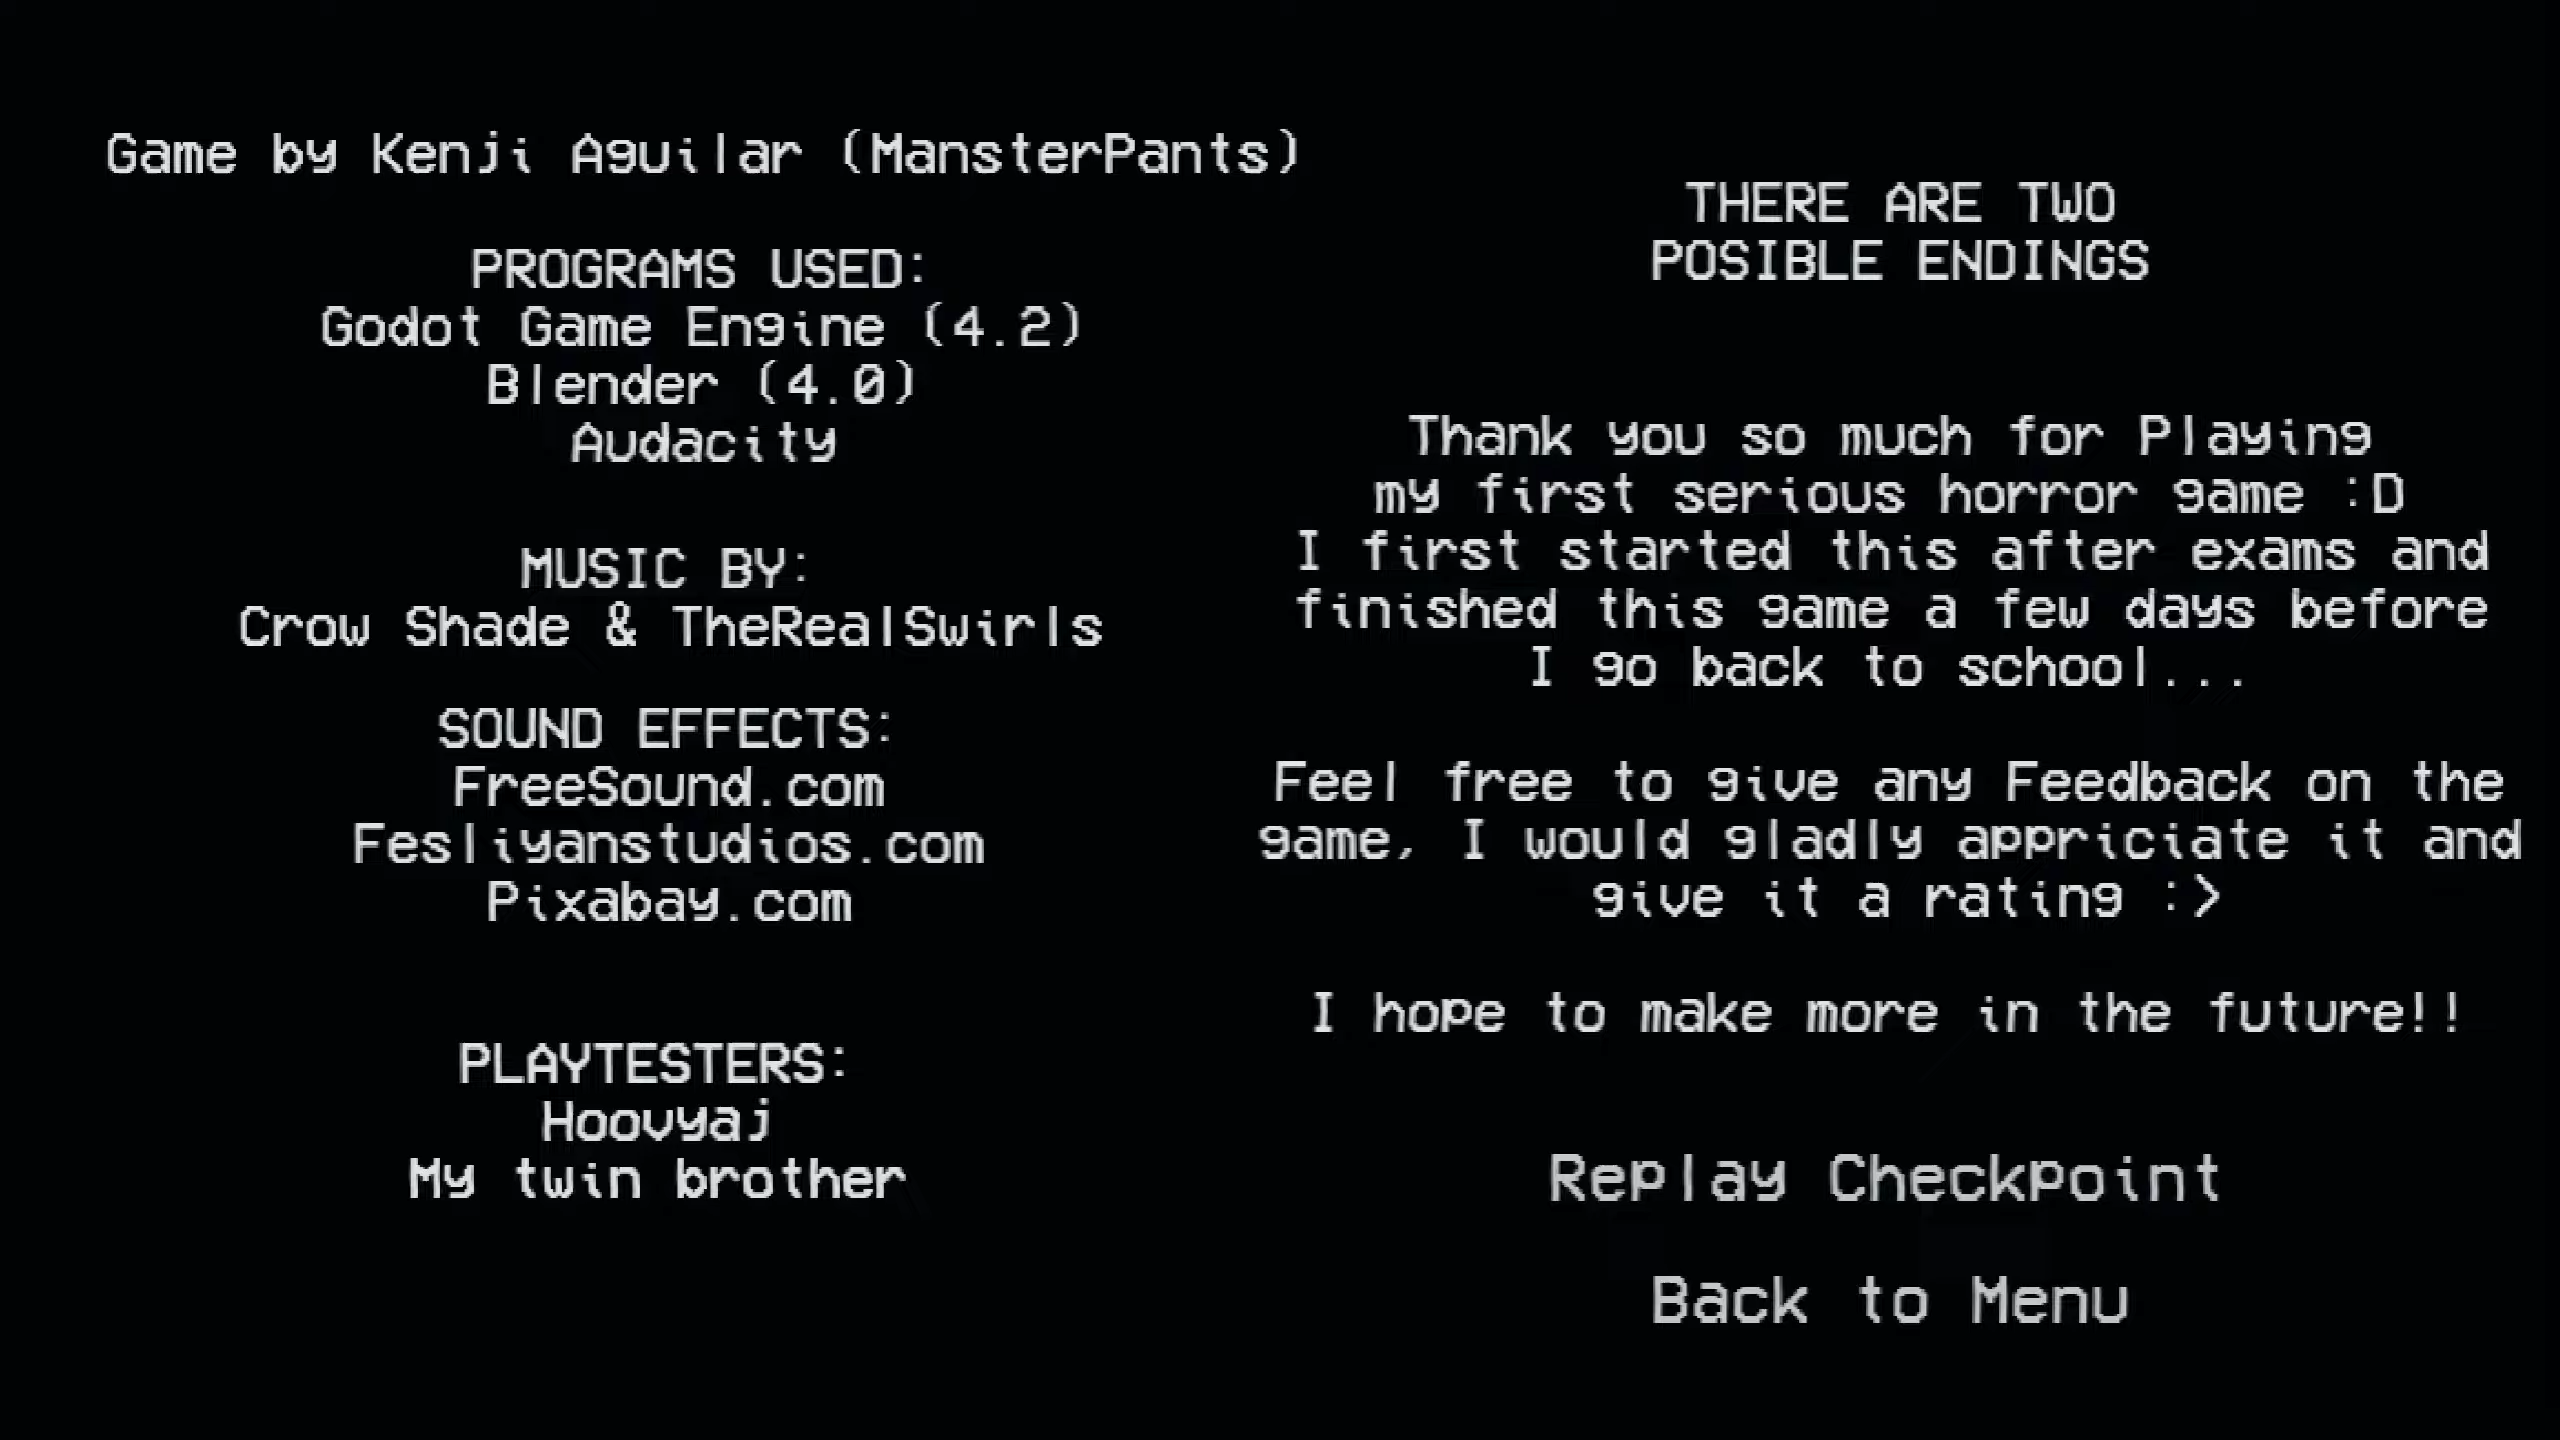 Game by Kenji Aguilar (MansterPants)
PROGRAMS USED:
Godot Game Engine (4.2)
Blender (4.0)
Audacity
MUSIC BY:
Crow Shade & TheRealSwirls
SOUND EFFECTS:
FreeSound.com
Fesliyanstudios.com
Pixabay.com
PLAYTESTERS:
Hoovyaj
My twin brother
THERE ARE TWO
POSIBLE ENDINGS
Thank you so much for Playing
my first serious horror game :D
I first started this after exams and
finished this game a few days before
I go back to school...
Feel free to give any Feedback on the
game, I would gladly appriciate it and
give it a rating :>
I hope to make more in the future!!
Replay Checkpoint
Back to Menu